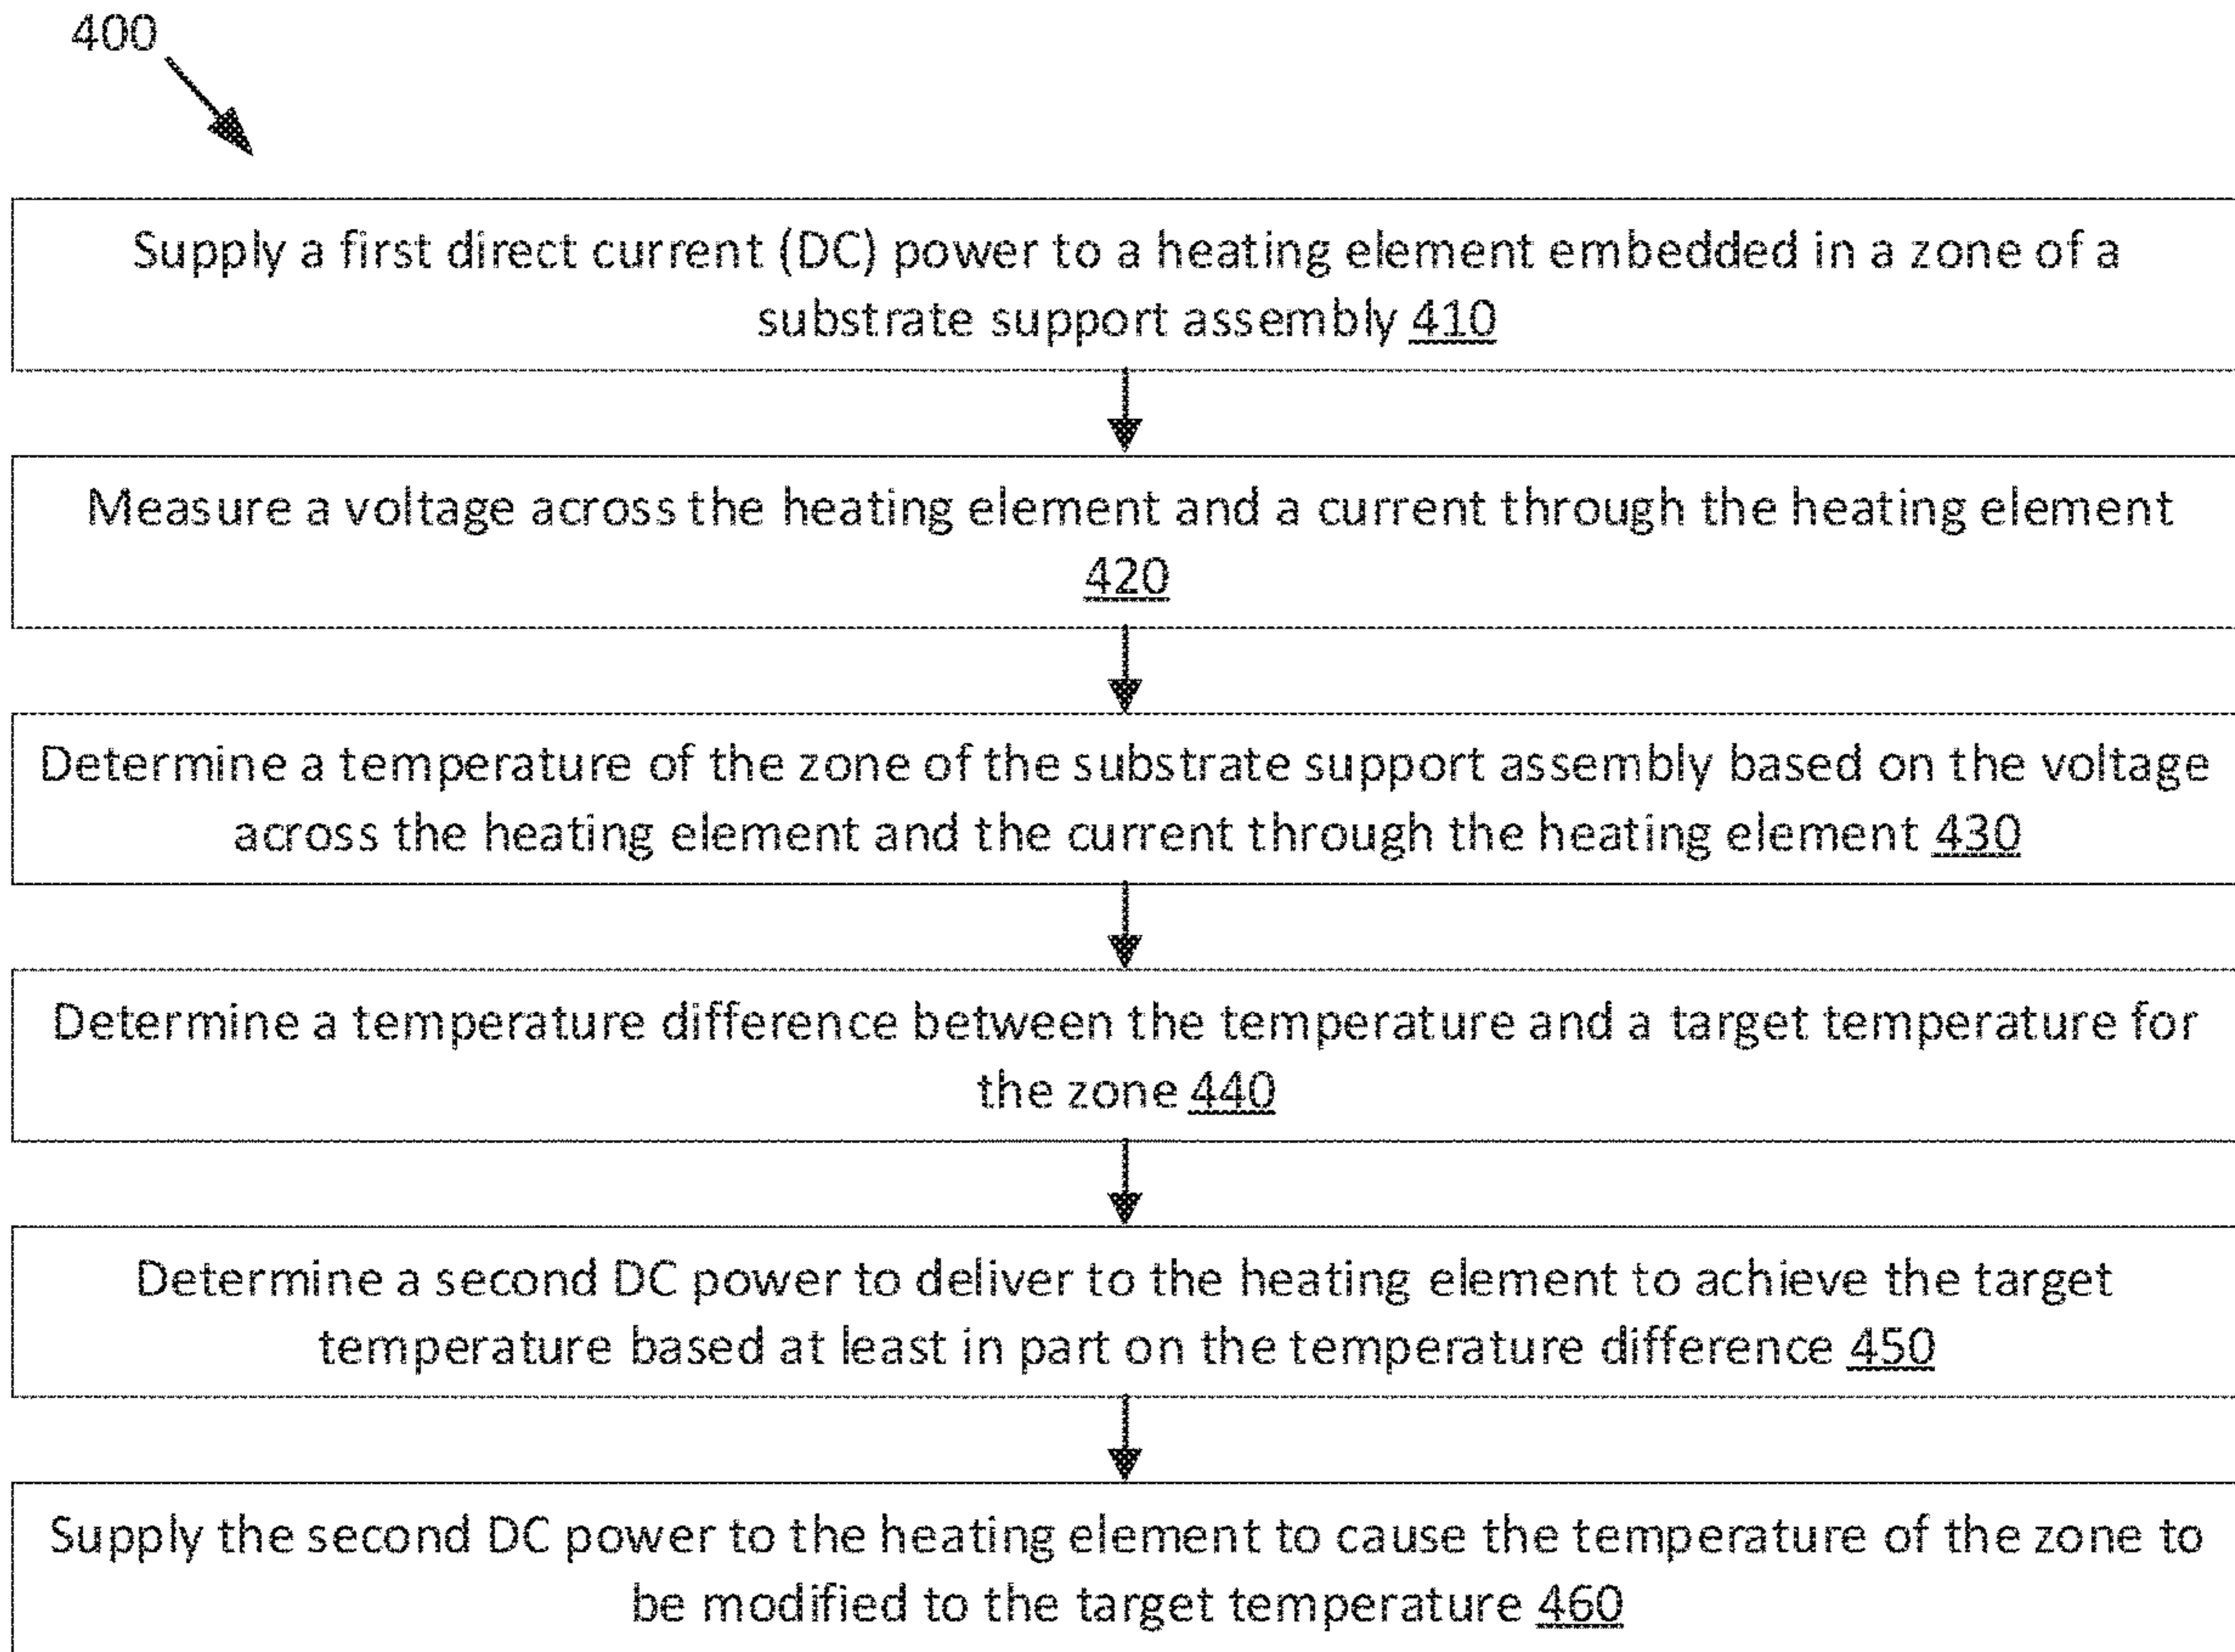 400
Supply a first direct current (DC) power to a heating element embedded in a zone of a
substrate support assembly 410
Measure a voltage across the heating element and a current through the heating element
420
Determine a temperature of the zone of the substrate support assembly based on the voltage
across the heating element and the current through the heating element 430
Determine a temperature difference between the temperature and a target temperature for
the zone 440
Determine a second DC power to deliver to the heating element to achieve the target
temperature based at least in part on the temperature difference 450
Supply the second DC power to the heating element to cause the temperature of the zone to
be modified to the target temperature 460